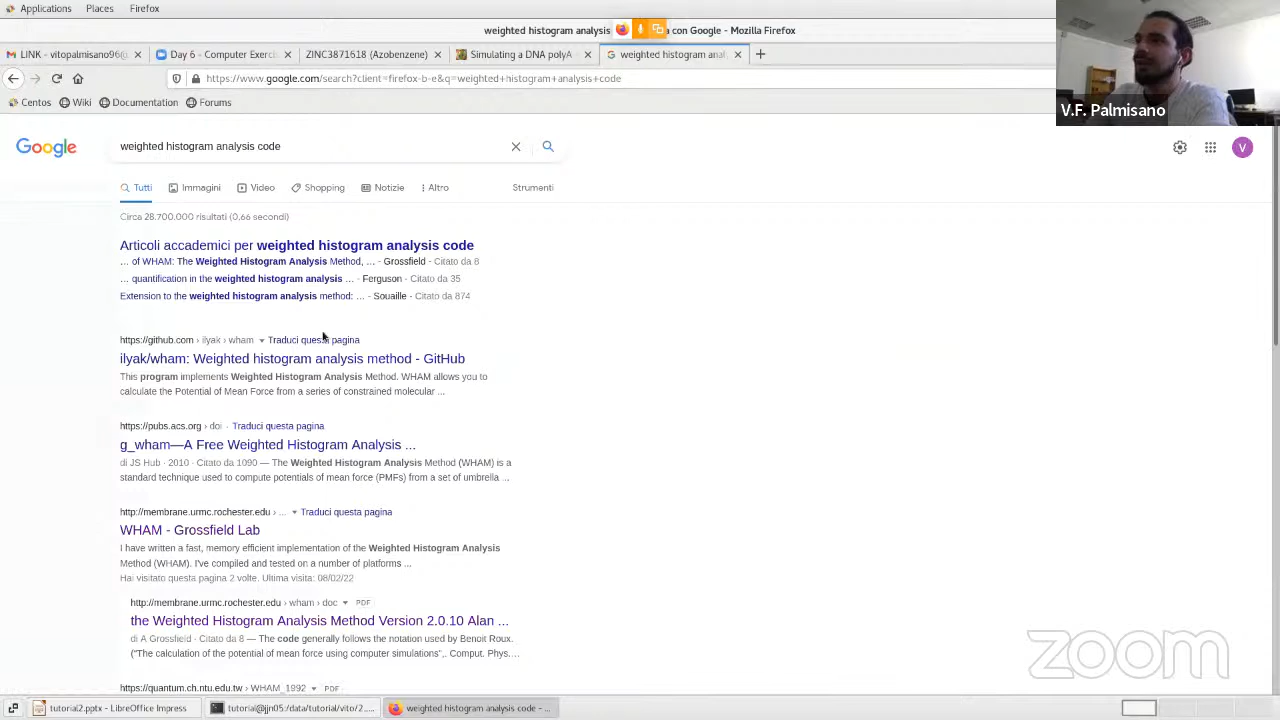 Applications Places Firefox
weighted histogram analysis con Google - Mozilla Firefox
LINK - vitopalmisano96@ Day 6 - Computer Exerci ZINC3871518 (Azobenzene) Simulating a DNA polyA weighted histogram anal
https://www.google.com/search?client=firefox-b-e&q=weighted+histogram+analysis+code
Centos Wiki Documentation Forums
V.F. Palmisano
Google weighted histogram analysis code V
Tutti Immagini Video Shopping Notizie Altro Strumenti
Circa 28.700.000 risultati (0,66 secondi)
Articoli accademici per weighted histogram analysis code
... of WHAM: The Weighted Histogram Analysis Method, ... - Grossfield - Citato da 8
... quantification in the weighted histogram analysis ... - Ferguson - Citato da 35
Extension to the weighted histogram analysis method: ... - Souaille - Citato da 874
https://github.com › ilyak › wham Traduci questa pagina
ilyak/wham: Weighted histogram analysis method - GitHub
This program implements Weighted Histogram Analysis Method. WHAM allows you to
calculate the Potential of Mean Force from a series of constrained molecular ...
https://pubs.acs.org › doi · Traduci questa pagina
g_wham—A Free Weighted Histogram Analysis ...
di JS Hub · 2010 · Citato da 1090 — The Weighted Histogram Analysis Method (WHAM) is a
standard technique used to compute potentials of mean force (PMFs) from a set of umbrella ...
http://membrane.urmc.rochester.edu › ... Traduci questa pagina
WHAM - Grossfield Lab
I have written a fast, memory efficient implementation of the Weighted Histogram Analysis
Method (WHAM). I've compiled and tested on a number of platforms ...
Hai visitato questa pagina 2 volte. Ultima visita: 08/02/22
http://membrane.urmc.rochester.edu › wham › doc PDF
the Weighted Histogram Analysis Method Version 2.0.10 Alan ...
di A Grossfield · Citato da 8 — The code generally follows the notation used by Benoit Roux.
("The calculation of the potential of mean force using computer simulations",. Comput. Phys....
https://quantum.ch.ntu.edu.tw › WHAM_1992 PDF
zoom
tutorial2.pptx - LibreOffice Impress tutorial@jjn05:/data/tutorial/vito/2.... weighted histogram analysis code - ...